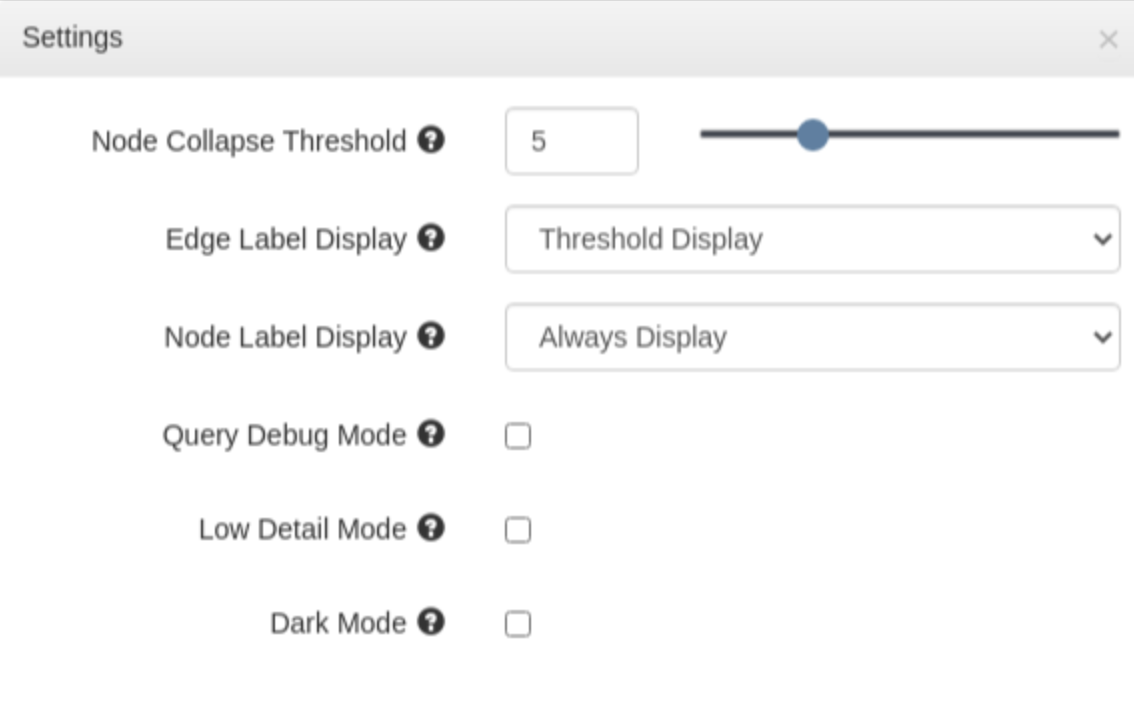 Settings ×
Node Collapse Threshold ? 5
Edge Label Display ? Threshold Display
Node Label Display ? Always Display
Query Debug Mode ?
Low Detail Mode ?
Dark Mode ?